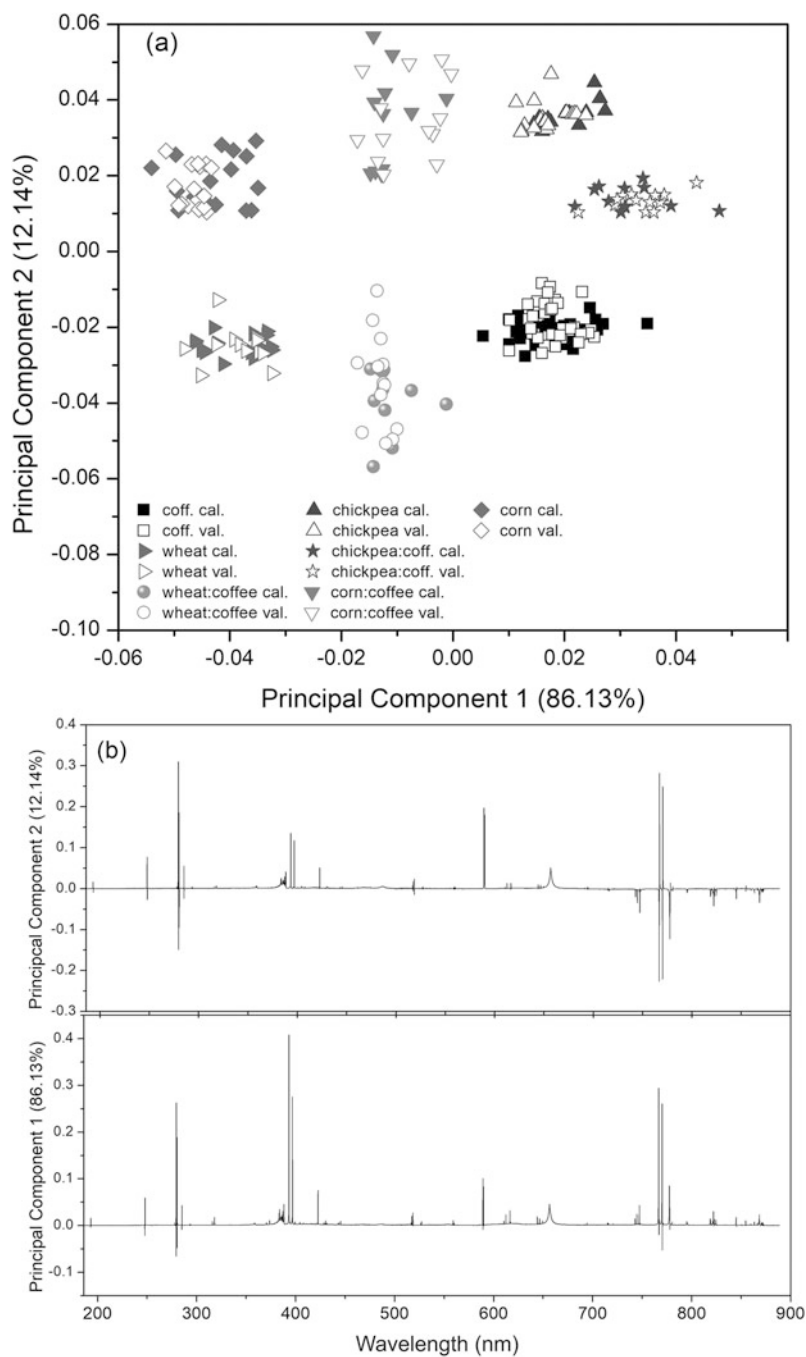 (a)
0.06
0.04
0.02
0.00
-0.02
-0.04
-0.06
-0.08
-0.10
Principal Component 2 (12.14%)
coff. cal.
coff. val.
wheat cal.
wheat val.
wheat:coffee cal.
wheat:coffee val.
chickpea cal.
chickpea val.
chickpea:coff. cal.
chickpea:coff. val.
corn:coffee cal.
corn:coffee val.
corn cal.
corn val.
-0.06 -0.04 -0.02 0.00 0.02 0.04
Principal Component 1 (86.13%)
(b)
0.4
0.3
0.2
0.1
0.0
-0.1
-0.2
-0.3
Principcal Component 2 (12.14%)
0.4
0.3
0.2
0.1
0.0
-0.1
Principal Component 1 (86.13%)
200 300 400 500 600 700 800 900
Wavelength (nm)